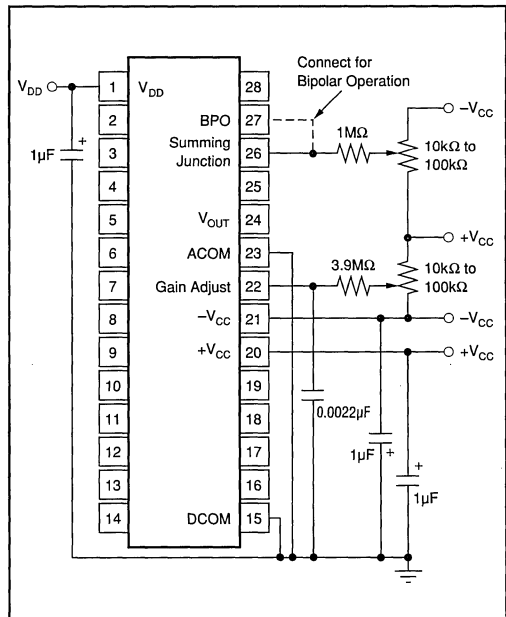 Connect for
Bipolar Operation
V_DD
+
1µF
1
2
3
4
5
6
7
8
9
10
11
12
13
14
V_DD
BPO
Summing
Junction
V_OUT
ACOM
Gain Adjust
–V_CC
+V_CC
DCOM
28
27
26
25
24
23
22
21
20
19
18
17
16
15
1MΩ
–V_CC
10kΩ to
100kΩ
+V_CC
3.9MΩ
10kΩ to
100kΩ
–V_CC
+V_CC
0.0022µF
1µF
+
+
1µF